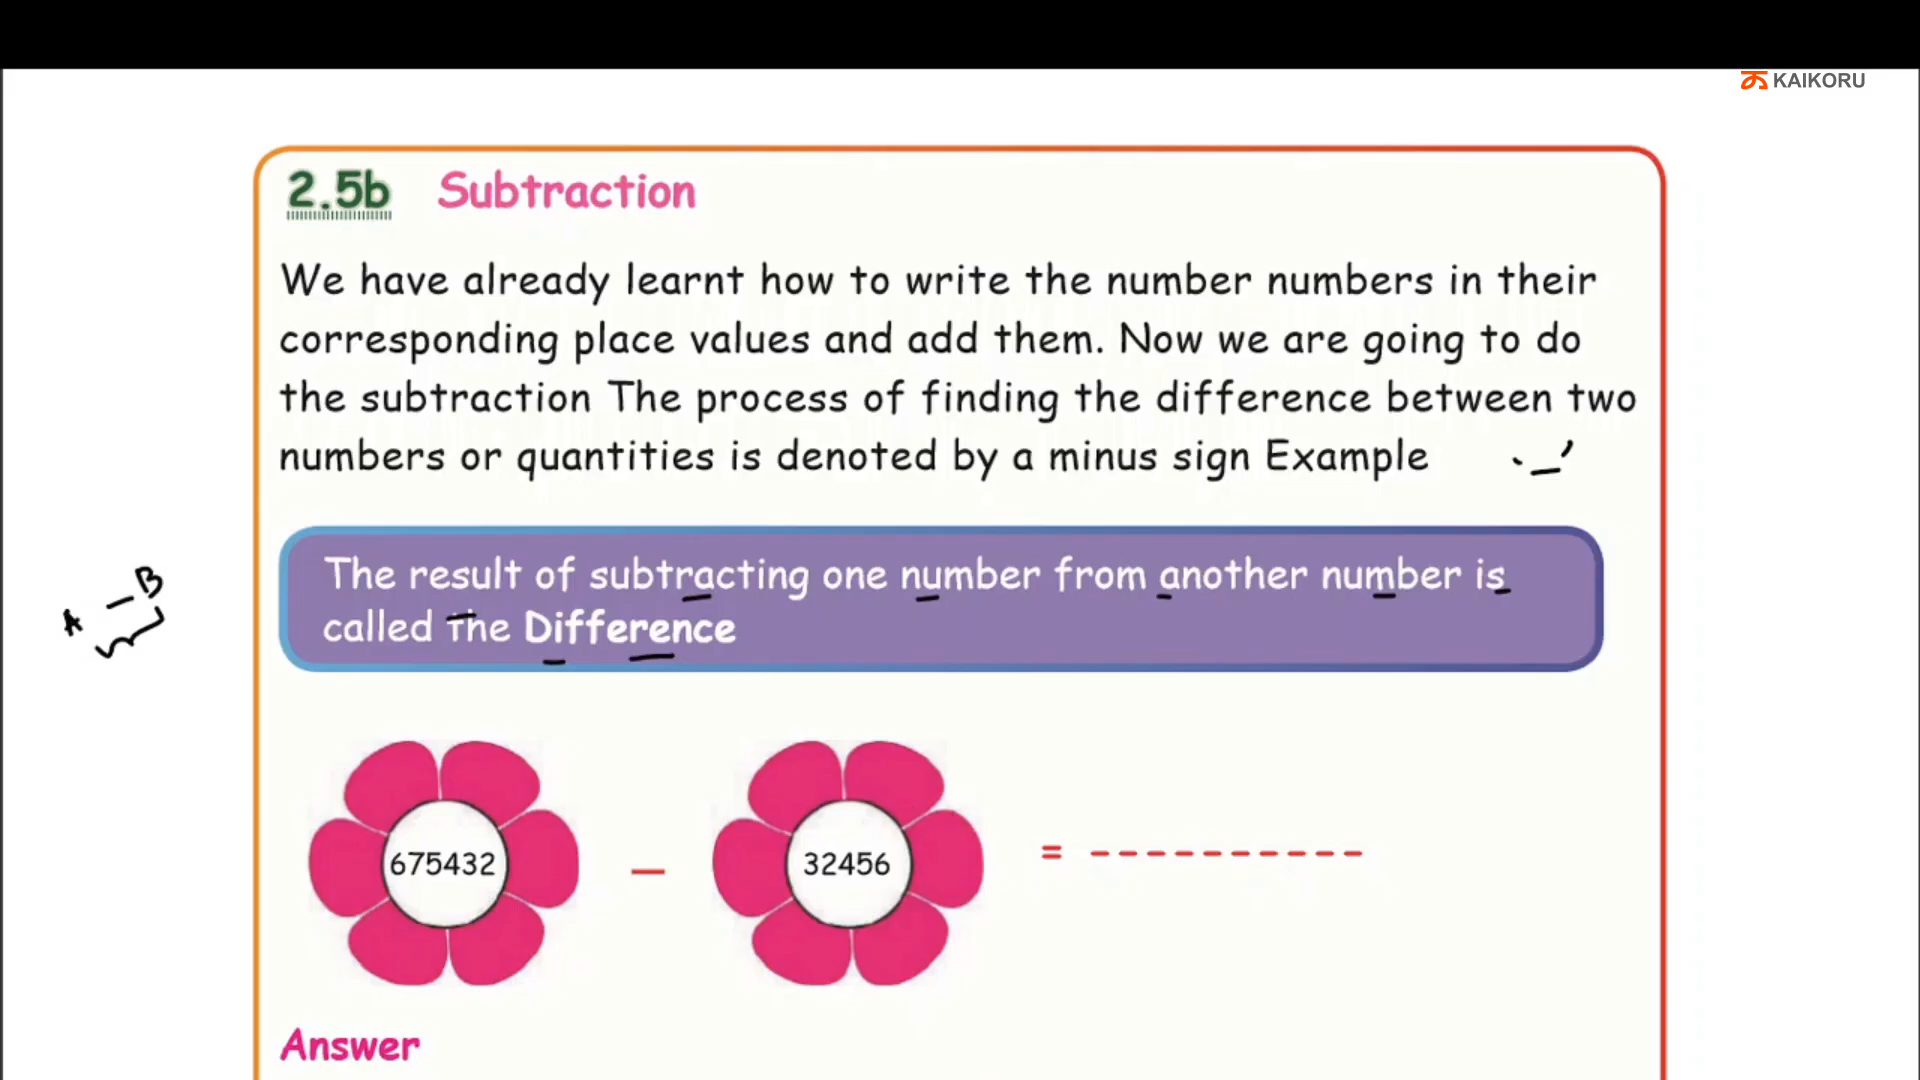 KAIKORU
2.5b Subtraction
We have already learnt how to write the number numbers in their
corresponding place values and add them. Now we are going to do
the subtraction The process of finding the difference between two
numbers or quantities is denoted by a minus sign Example '–'
The result of subtracting one number from another number is
called the Difference
A – B
675432 – 32456 = ----------
Answer